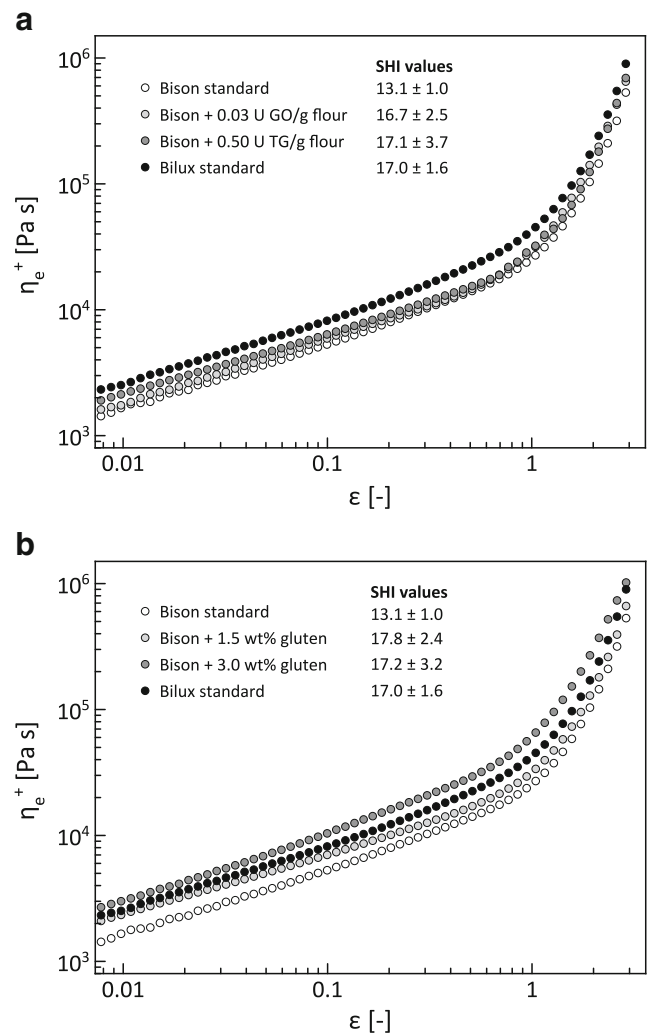 a
10⁶
10⁵
10⁴
10³
ηₑ⁺ [Pa s]
SHI values
Bison standard 13.1 ± 1.0
Bison + 0.03 U GO/g flour 16.7 ± 2.5
Bison + 0.50 U TG/g flour 17.1 ± 3.7
Bilux standard 17.0 ± 1.6
0.01 0.1 1
ε [-]
b
10⁶
10⁵
10⁴
10³
ηₑ⁺ [Pa s]
SHI values
Bison standard 13.1 ± 1.0
Bison + 1.5 wt% gluten 17.8 ± 2.4
Bison + 3.0 wt% gluten 17.2 ± 3.2
Bilux standard 17.0 ± 1.6
0.01 0.1 1
ε [-]